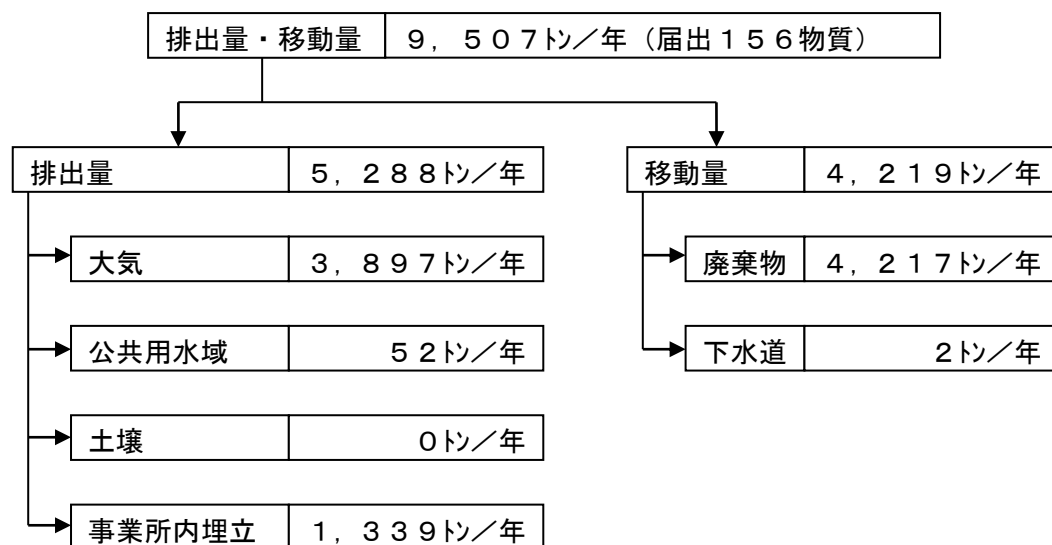 排出量・移動量 ９，５０７㌧／年（届出１５６物質）
排出量 ５，２８８㌧／年
移動量 ４，２１９㌧／年
大気 ３，８９７㌧／年
廃棄物 ４，２１７㌧／年
公共用水域 ５２㌧／年
下水道 ２㌧／年
土壌 ０㌧／年
事業所内埋立 １，３３９㌧／年